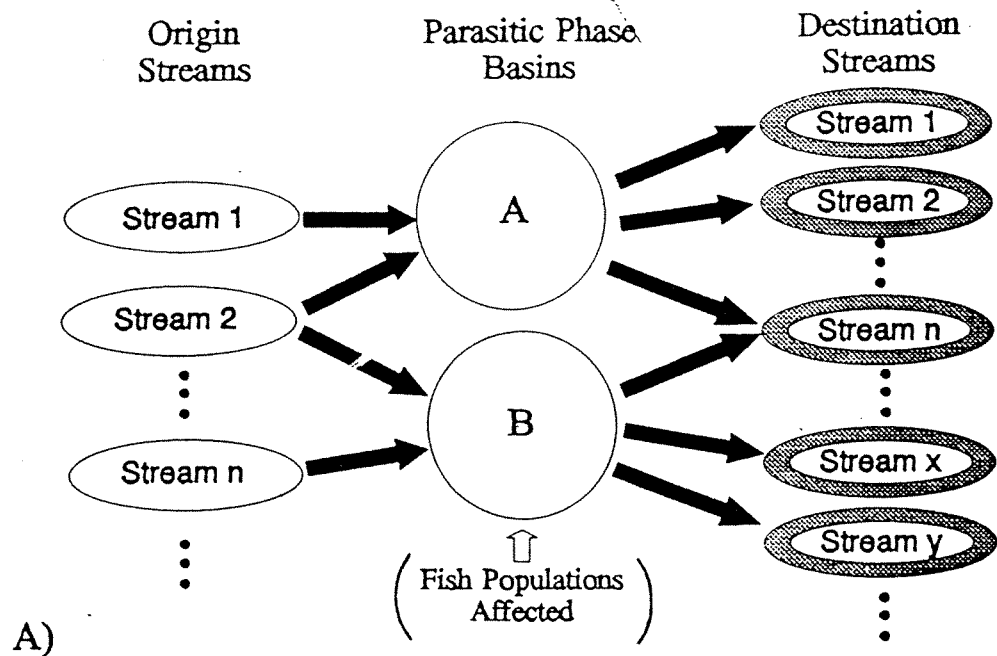 Origin
Streams
Parasitic Phase
Basins
Destination
Streams
Stream 1
Stream 2
Stream n
A
B
(Fish Populations
Affected)
Stream 1
Stream 2
Stream n
Stream x
Stream y
A)